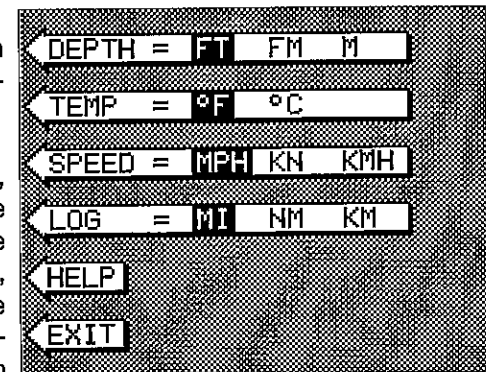 DEPTH = FT FM M
TEMP = °F °C
SPEED = MPH KN KMH
LOG = MI NM KM
HELP
EXIT